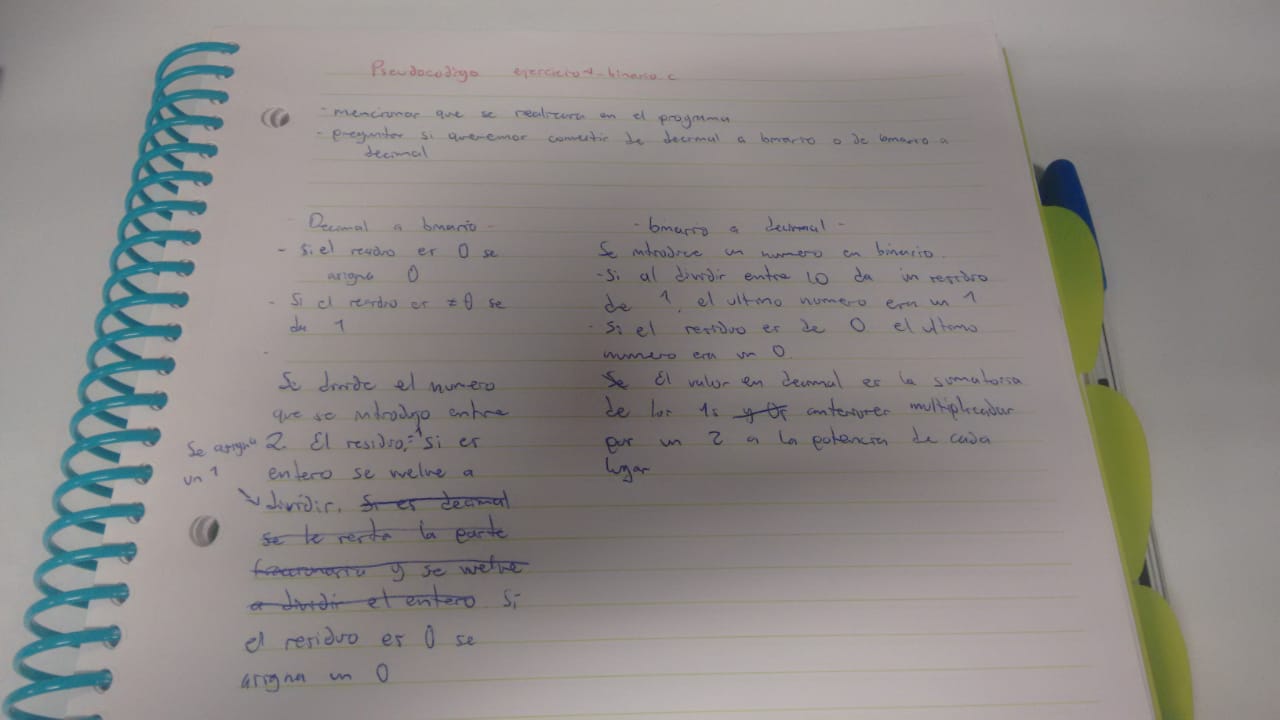 Pseudocodigo ejercicio4-binario.c
- mencionar que se realizara en el programa
- preguntar si queremos convertir de decimal a binario o de binario a
decimal
- Decimal a binario -
- Si el residuo es 0 se
asigna 0
- Si el residuo es ≠ 0 se
da 1
-
Se divide el numero
que se introdujo entre
2. El residuo, =1 si es
entero se vuelve a
dividir. Si es decimal
se le resta la parte
fraccionaria y se vuelve
a dividir el entero Si
el residuo es 0 se
asigna un 0
Se asigna
un 1
- binario a decimal -
Se introduce un numero en binario.
- Si al dividir entre 10 da un residuo
de 1, el ultimo numero era un 1
- Si el residuo es de 0 el ultimo
numero era un 0.
Se El valor en decimal es la sumatoria
de los 1s y 0s anteriores multiplicador
por un 2 a la potencia de cada
lugar